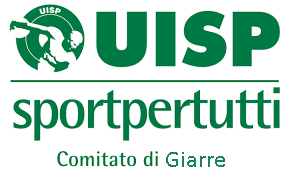 UISP
UISP
sportpertutti
Comitato di Giarre